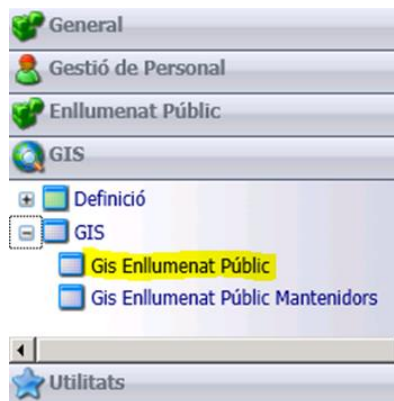 General
Gestió de Personal
Enllumenat Públic
GIS
Definició
GIS
Gis Enllumenat Públic
Gis Enllumenat Públic Mantenidors
Utilitats